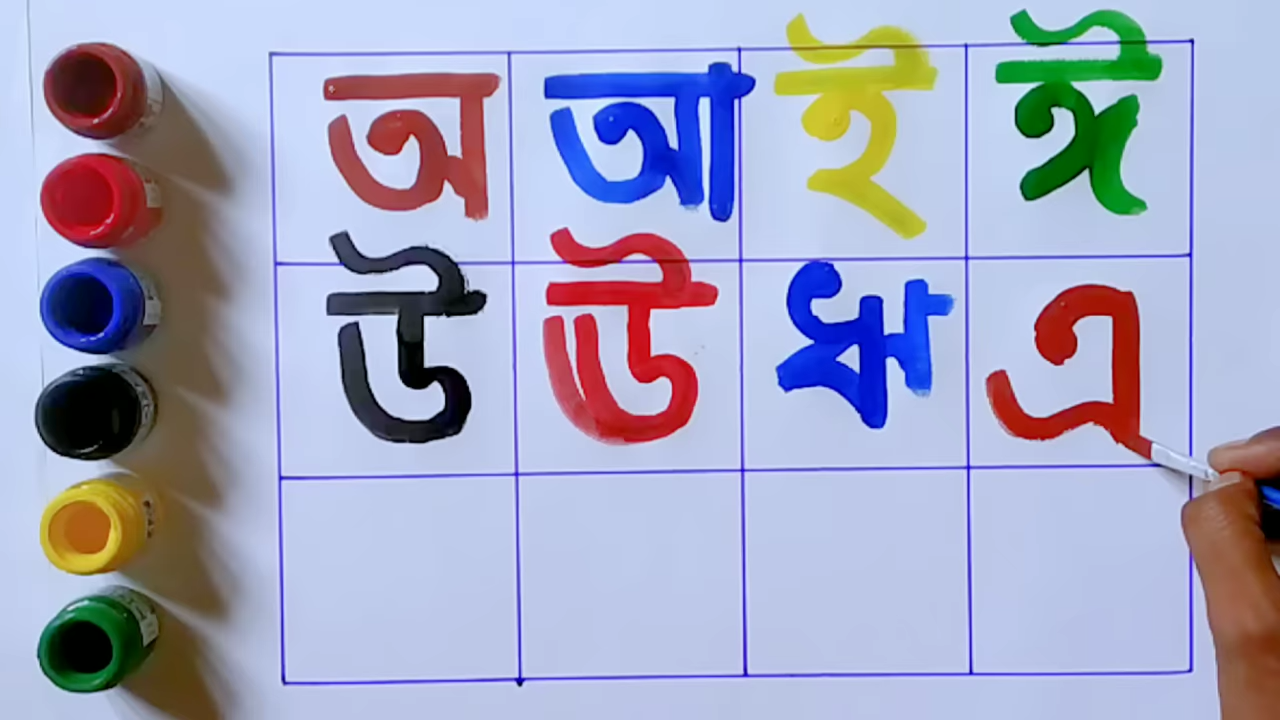 অ আ ই ঈ
উ ঊ ঋ এ